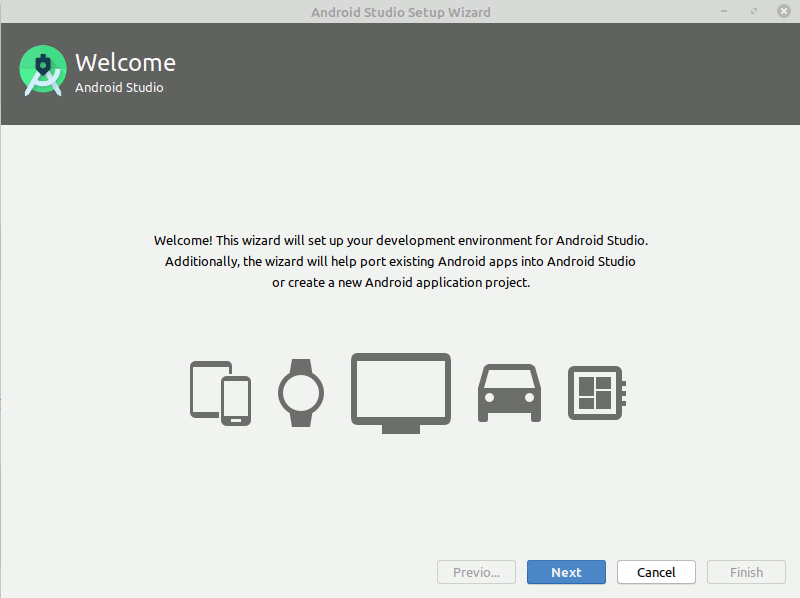 Android Studio Setup Wizard
Welcome
Android Studio
Welcome! This wizard will set up your development environment for Android Studio.
Additionally, the wizard will help port existing Android apps into Android Studio
or create a new Android application project.
Previo... Next Cancel Finish